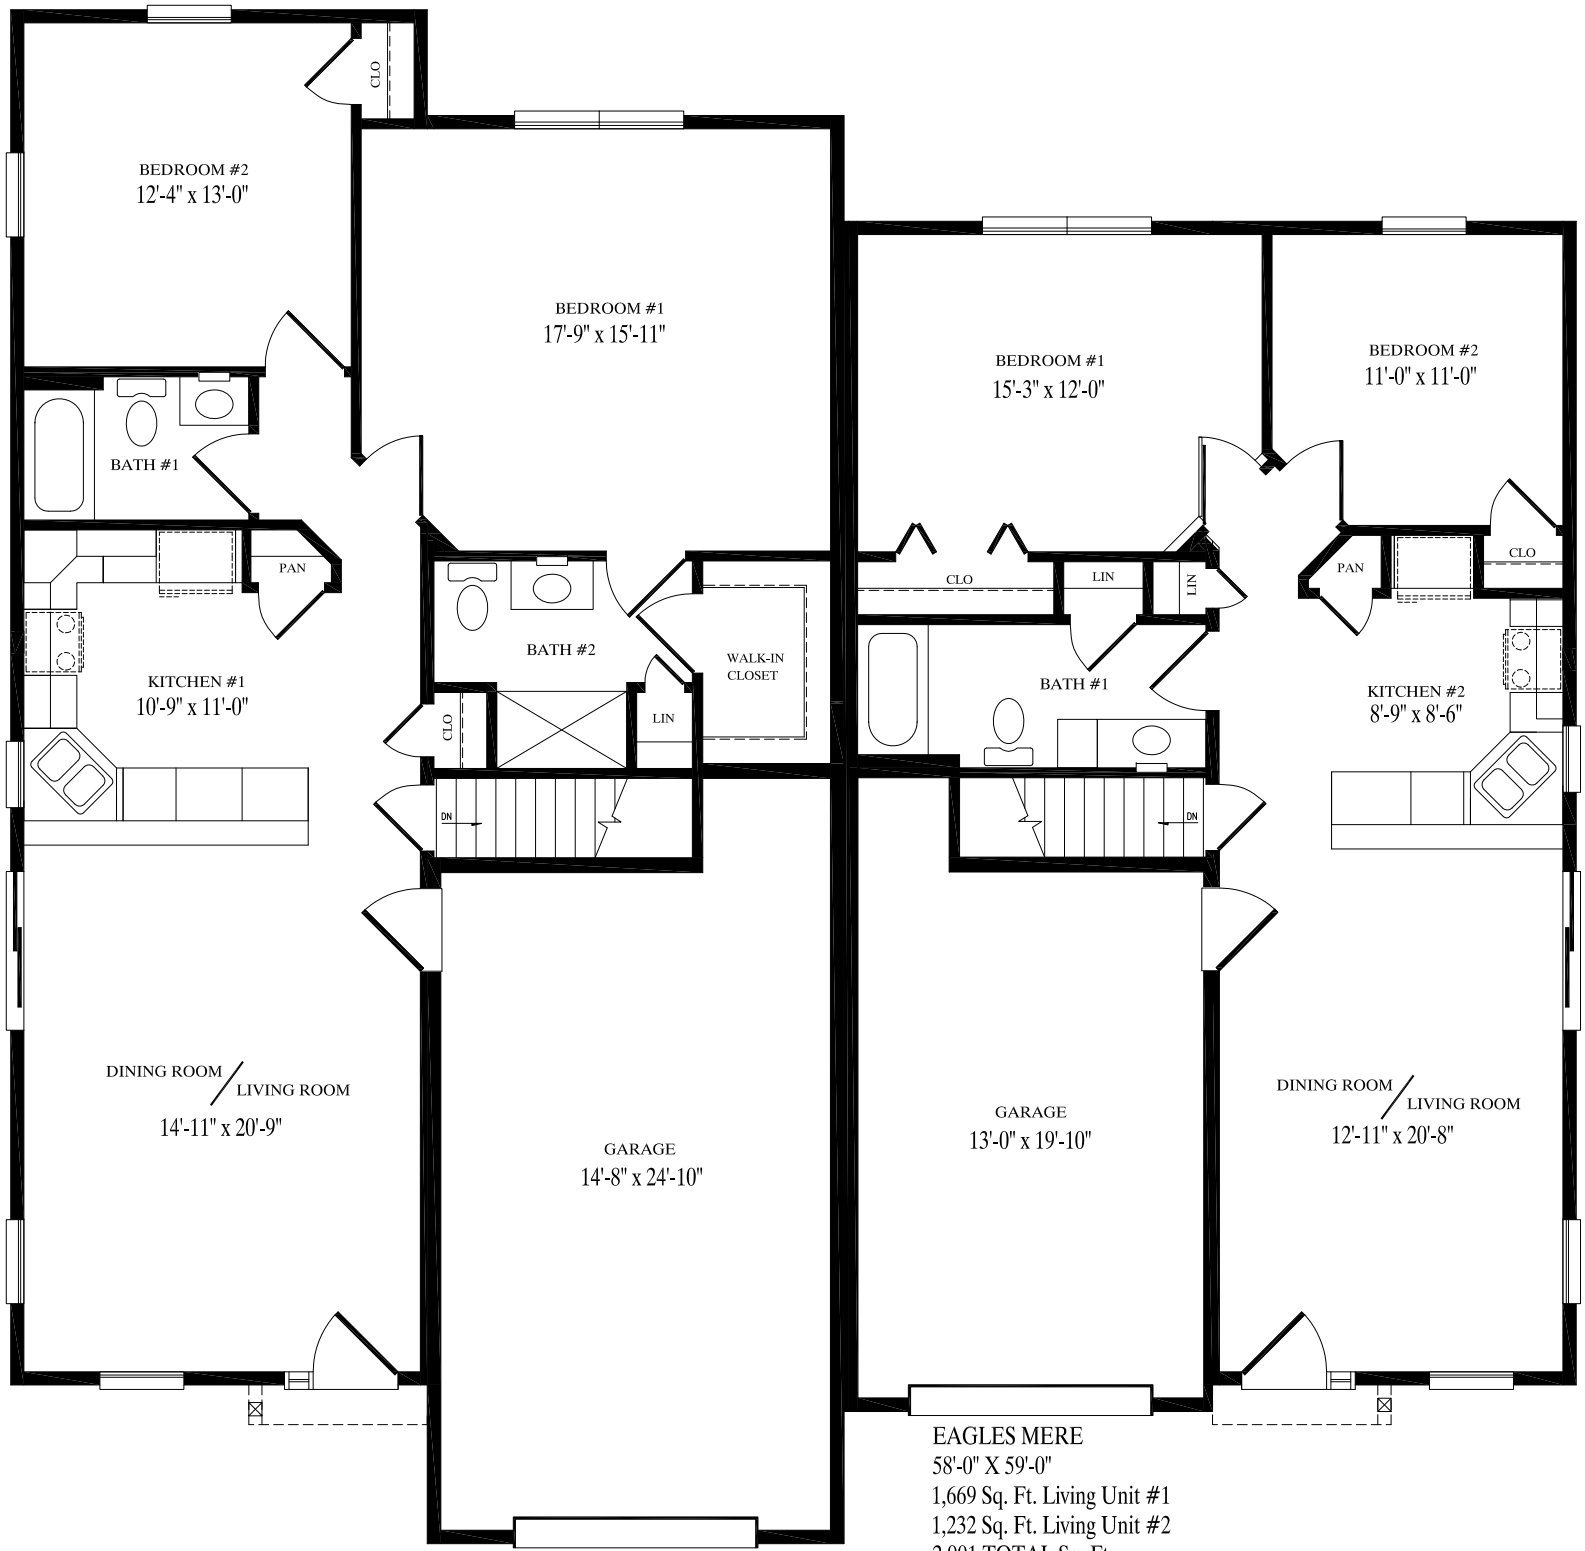 CLO
BEDROOM #2
12'-4" x 13'-0"
BEDROOM #1
17'-9" x 15'-11"
BEDROOM #1
15'-3" x 12'-0"
BEDROOM #2
11'-0" x 11'-0"
BATH #1
PAN
BATH #2
WALK-IN
CLOSET
KITCHEN #1
10'-9" x 11'-0"
CLO
LIN
DN
CLO
LIN
LIN
PAN
CLO
BATH #1
KITCHEN #2
8'-9" x 8'-6"
DN
DINING ROOM
LIVING ROOM
14'-11" x 20'-9"
GARAGE
14'-8" x 24'-10"
GARAGE
13'-0" x 19'-10"
DINING ROOM
LIVING ROOM
12'-11" x 20'-8"
EAGLES MERE
58'-0" X 59'-0"
1,669 Sq. Ft. Living Unit #1
1,232 Sq. Ft. Living Unit #2
2,901 TOTAL Sq. Ft.